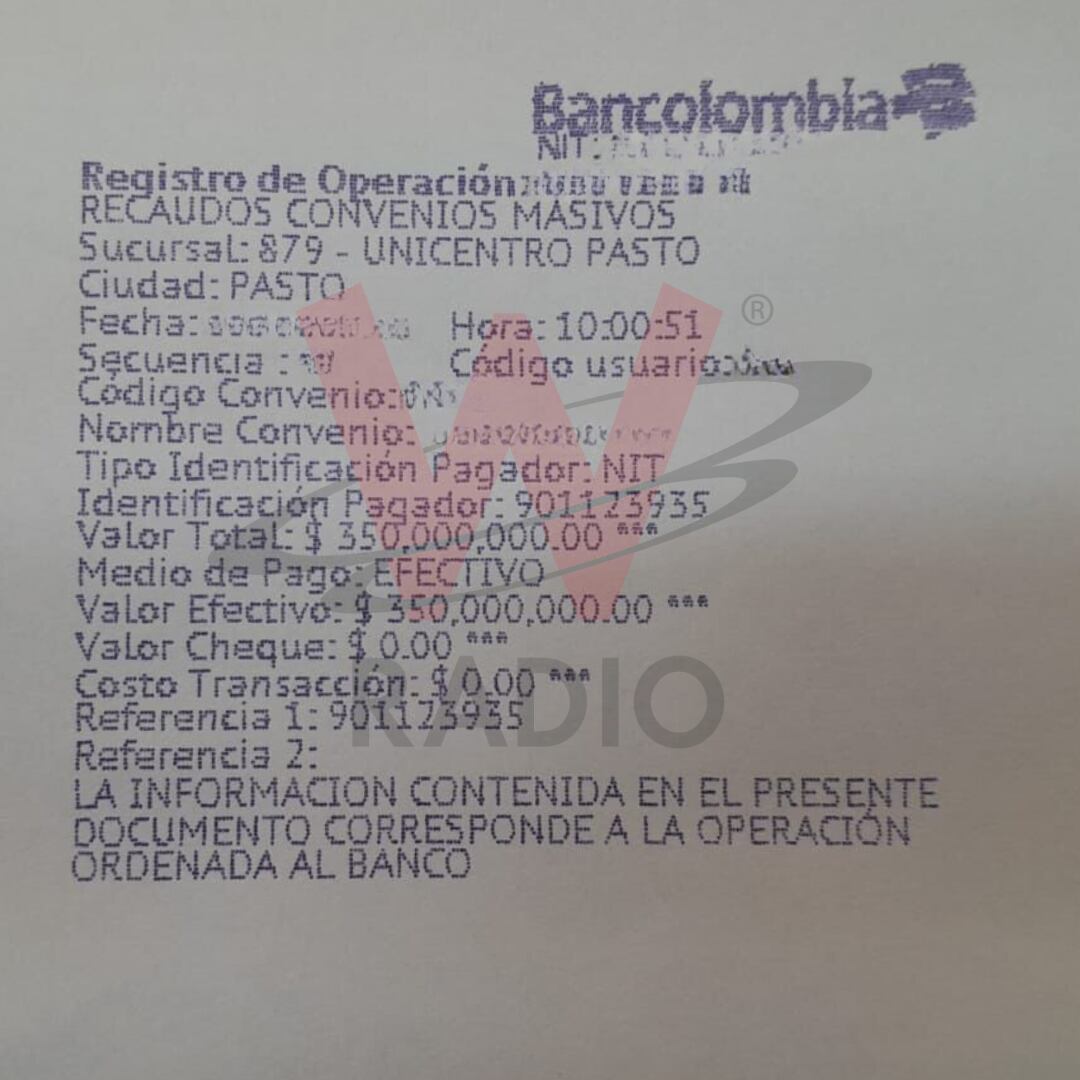 Bancolombia
NIT.
Registro de Operación:
RECAUDOS CONVENIOS MASIVOS
Sucursal: 879 - UNICENTRO PASTO
Ciudad: PASTO
Fecha: Hora: 10:00:51
Secuencia : Código usuario:
Código Convenio:
Nombre Convenio:
Tipo Identificación Pagador: NIT
Identificación Pagador: 901123935
Valor Total: $ 350,000,000.00 ***
Medio de Pago: EFECTIVO
Valor Efectivo: $ 350,000,000.00 ***
Valor Cheque: $ 0.00 ***
Costo Transacción: $ 0.00 ***
Referencia 1: 901123935
Referencia 2:
LA INFORMACION CONTENIDA EN EL PRESENTE
DOCUMENTO CORRESPONDE A LA OPERACIÓN
ORDENADA AL BANCO
W ®
RADIO